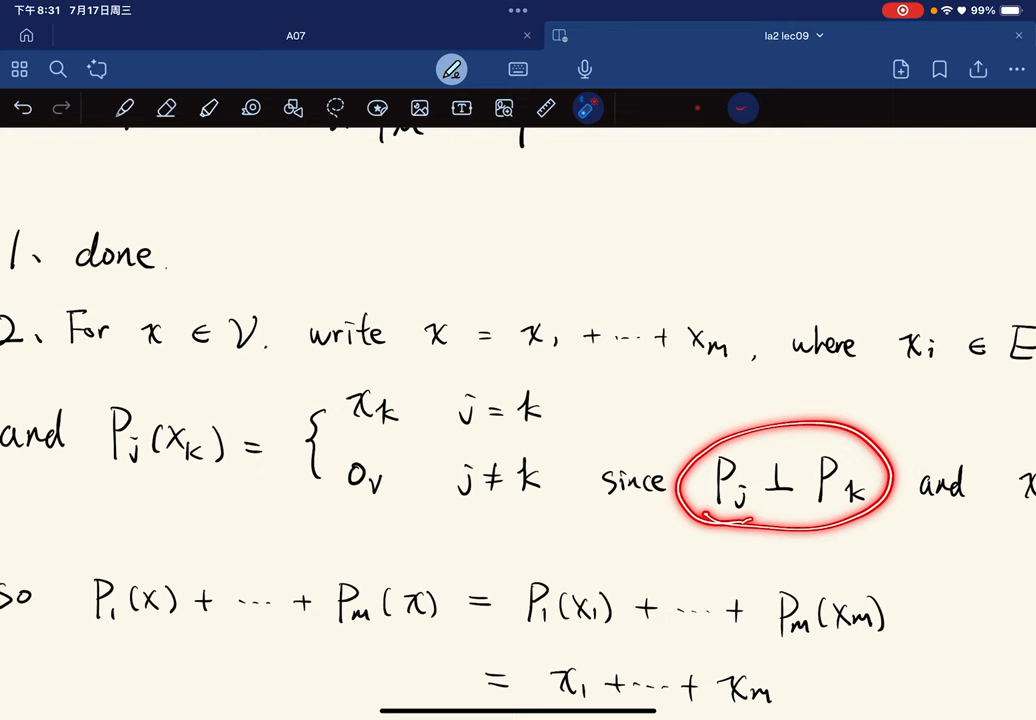 下午8:31 7月17日周三
99%
A07
la2 lec09
1、done.
2、For x ∈ V. write x = x₁ + ... + xₘ, where xᵢ ∈ E
and Pⱼ(xₖ) = { xₖ j = k
0ᵥ j ≠ k since Pⱼ ⊥ Pₖ and x
so P₁(x) + ... + Pₘ(x) = P₁(x₁) + ... + Pₘ(xₘ)
= x₁ + ... + xₘ